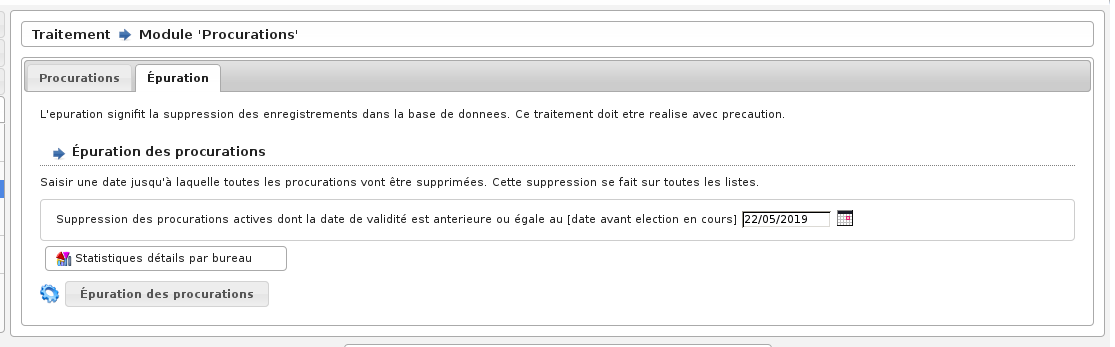 Traitement Module 'Procurations'
Procurations Épuration
L'epuration signifit la suppression des enregistrements dans la base de donnees. Ce traitement doit etre realise avec precaution.
Épuration des procurations
Saisir une date jusqu'à laquelle toutes les procurations vont être supprimées. Cette suppression se fait sur toutes les listes.
Suppression des procurations actives dont la date de validité est anterieure ou égale au [date avant election en cours] 22/05/2019
Statistiques détails par bureau
Épuration des procurations